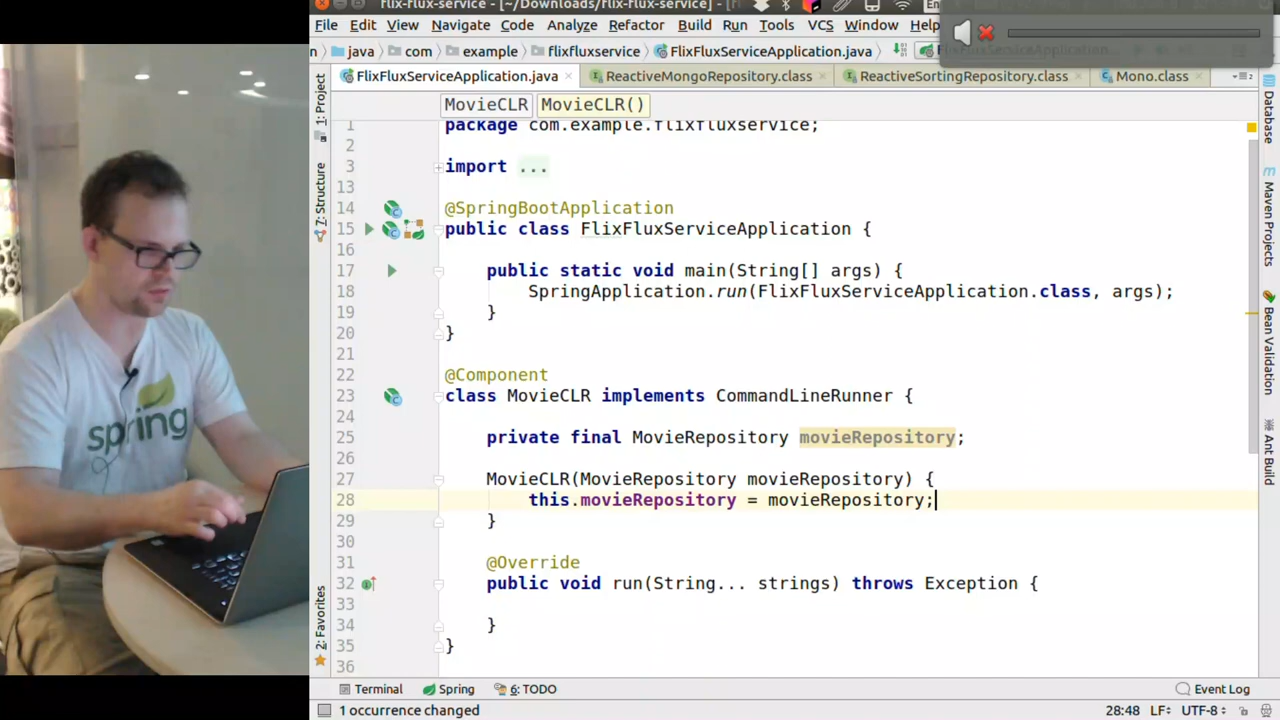 flix-flux-service - [~/Downloads/flix-flux-service] - [
File Edit View Navigate Code Analyze Refactor Build Run Tools VCS Window Help
n java com example flixfluxservice FlixFluxServiceApplication.java FlixFluxServiceApplication
FlixFluxServiceApplication.java ReactiveMongoRepository.class ReactiveSortingRepository.class Mono.class
MovieCLR MovieCLR()
1 package com.example.flixfluxservice;
2
3 import ...
13
14 @SpringBootApplication
15 public class FlixFluxServiceApplication {
16
17 public static void main(String[] args) {
18 SpringApplication.run(FlixFluxServiceApplication.class, args);
19 }
20 }
21
22 @Component
23 class MovieCLR implements CommandLineRunner {
24
25 private final MovieRepository movieRepository;
26
27 MovieCLR(MovieRepository movieRepository) {
28 this.movieRepository = movieRepository;
29 }
30
31 @Override
32 public void run(String... strings) throws Exception {
33
34 }
35 }
36
1: Project
7: Structure
2: Favorites
Database
Maven Projects
Bean Validation
Ant Build
spring
Terminal Spring 6: TODO Event Log
1 occurrence changed 28:48 LF÷ UTF-8÷